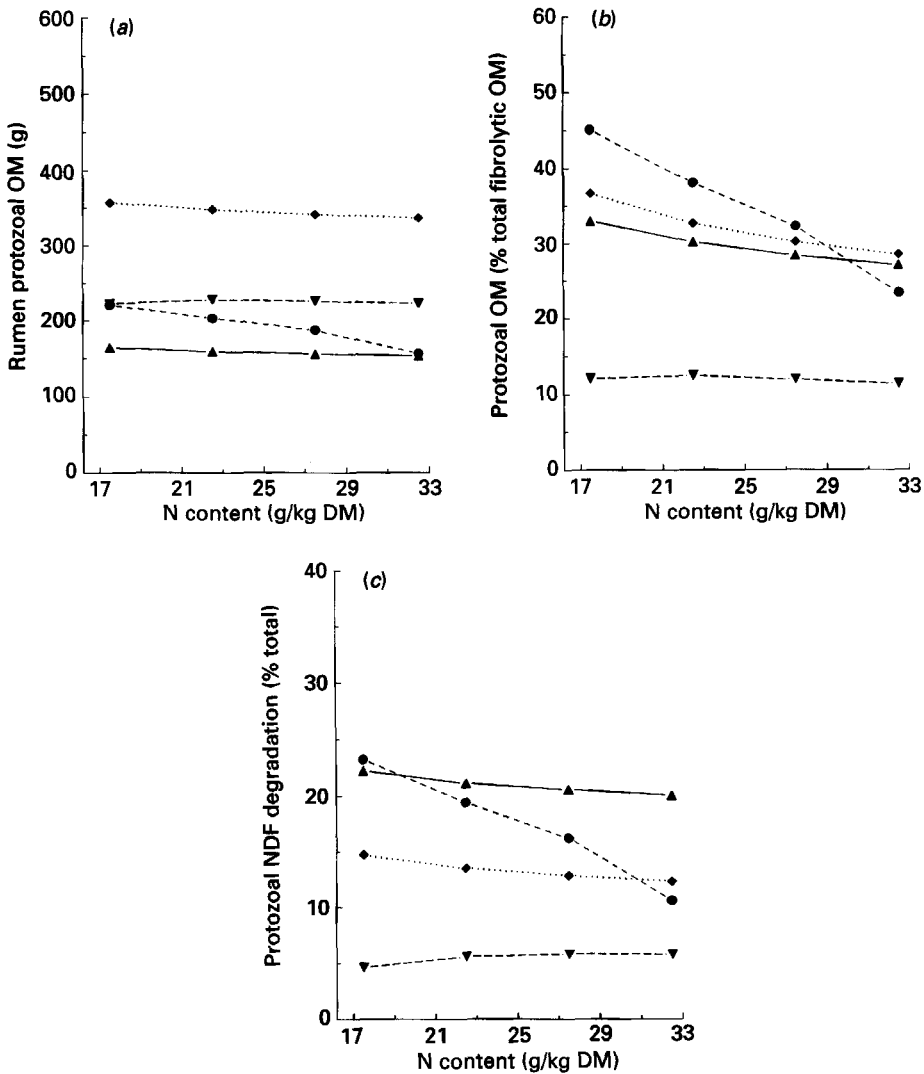 (a)
Rumen protozoal OM (g)
600
500
400
300
200
100
0
17 21 25 29 33
N content (g/kg DM)
(b)
Protozoal OM (% total fibrolytic OM)
60
50
40
30
20
10
0
17 21 25 29 33
N content (g/kg DM)
(c)
Protozoal NDF degradation (% total)
40
30
20
10
0
17 21 25 29 33
N content (g/kg DM)